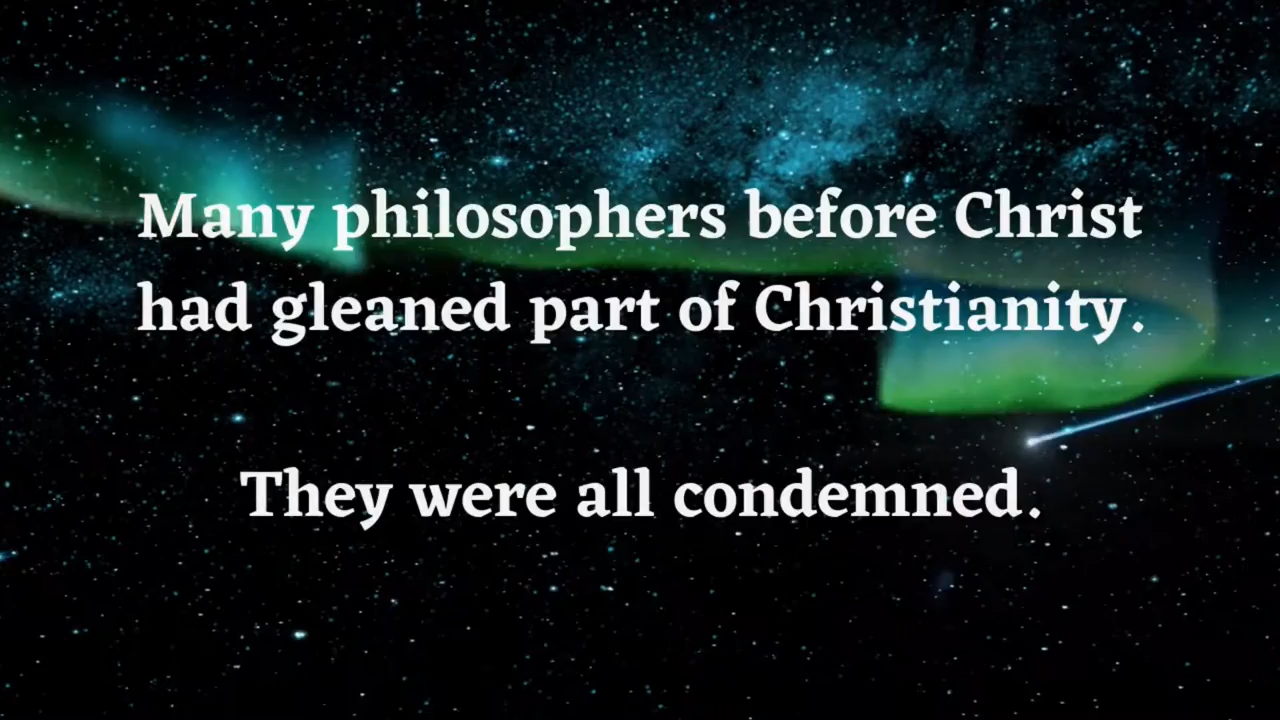 Many philosophers before Christ
had gleaned part of Christianity.
They were all condemned.